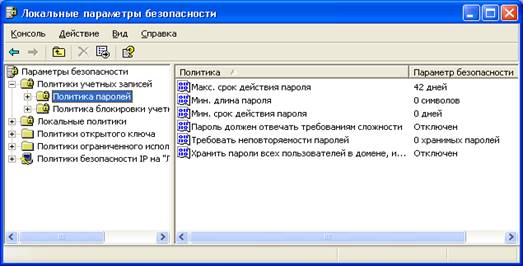 Локальные параметры безопасности
Консоль Действие Вид Справка
Параметры безопасности
Политики учетных записей
Политика паролей
Политика блокировки учетн
Локальные политики
Политики открытого ключа
Политики ограниченного испол
Политики безопасности IP на "Л
Политика Параметр безопасности
Макс. срок действия пароля 42 дней
Мин. длина пароля 0 символов
Мин. срок действия пароля 0 дней
Пароль должен отвечать требованиям сложности Отключен
Требовать неповторяемости паролей 0 хранимых паролей
Хранить пароли всех пользователей в домене, и... Отключен